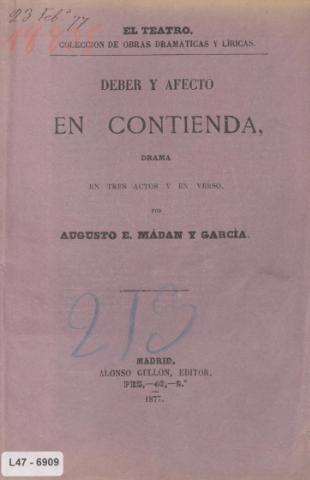 23 Feb.º 77
EL TEATRO.
COLECCION DE OBRAS DRAMATICAS Y LÍRICAS.
DEBER Y AFECTO
EN CONTIENDA,
DRAMA
EN TRES ACTOS Y EN VERSO,
POR
AUGUSTO E. MÁDAN Y GARCÍA.
213
MADRID.
ALONSO GULLON, EDITOR.
PEZ,—40,—2.º
1877.
L47 - 6909